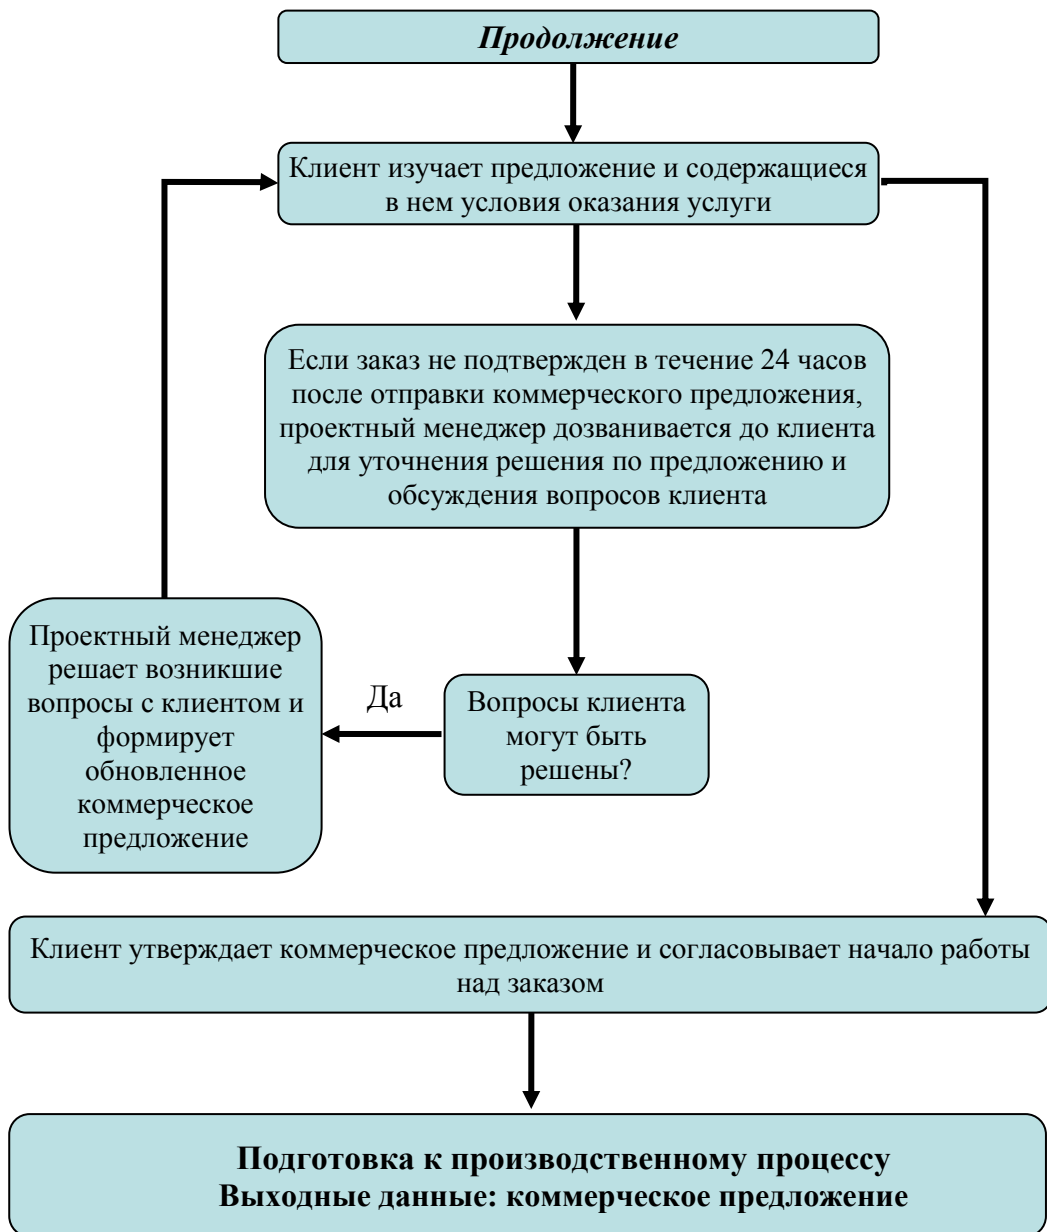 Продолжение
Клиент изучает предложение и содержащиеся
в нем условия оказания услуги
Если заказ не подтвержден в течение 24 часов
после отправки коммерческого предложения,
проектный менеджер дозванивается до клиента
для уточнения решения по предложению и
обсуждения вопросов клиента
Проектный менеджер
решает возникшие
вопросы с клиентом и
формирует
обновленное
коммерческое
предложение
Да
Вопросы клиента
могут быть
решены?
Клиент утверждает коммерческое предложение и согласовывает начало работы
над заказом
Подготовка к производственному процессу
Выходные данные: коммерческое предложение